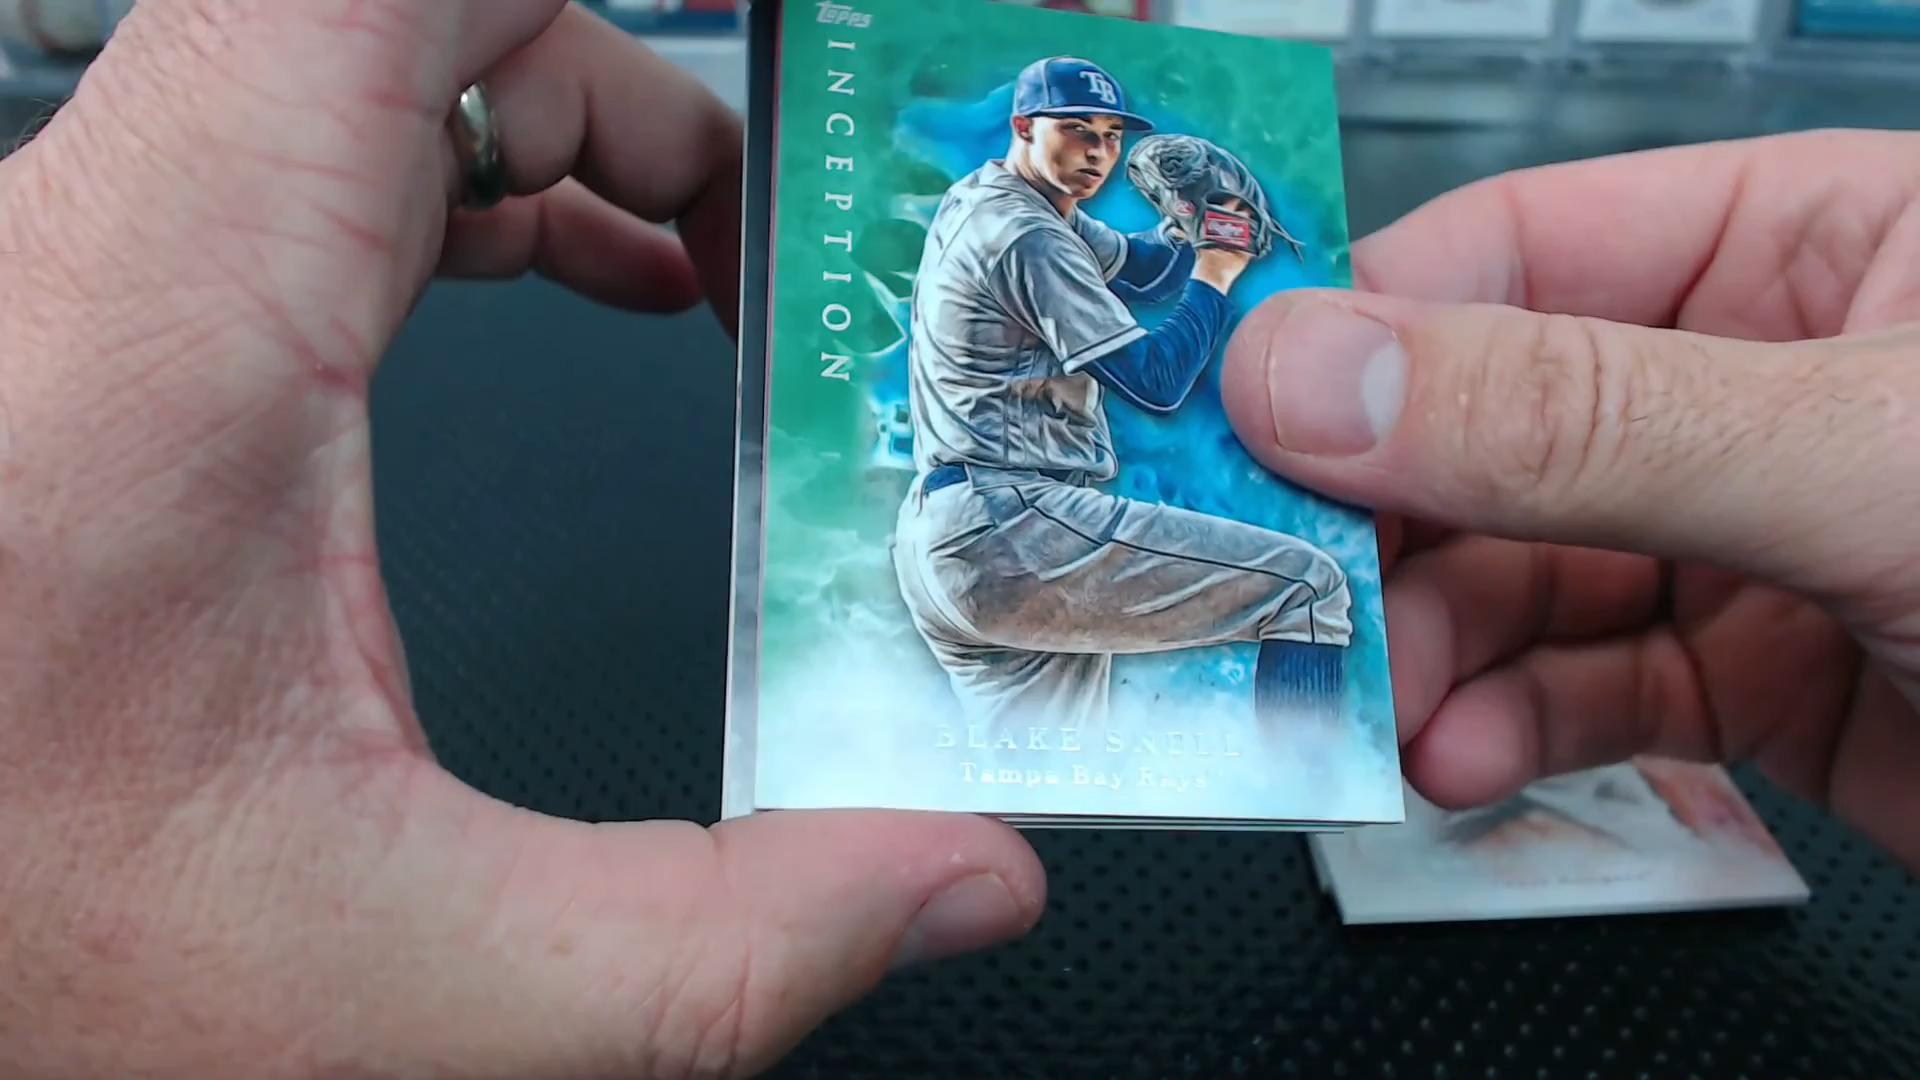 Topps
INCEPTION
TB
BLAKE SNELL
Tampa Bay Rays